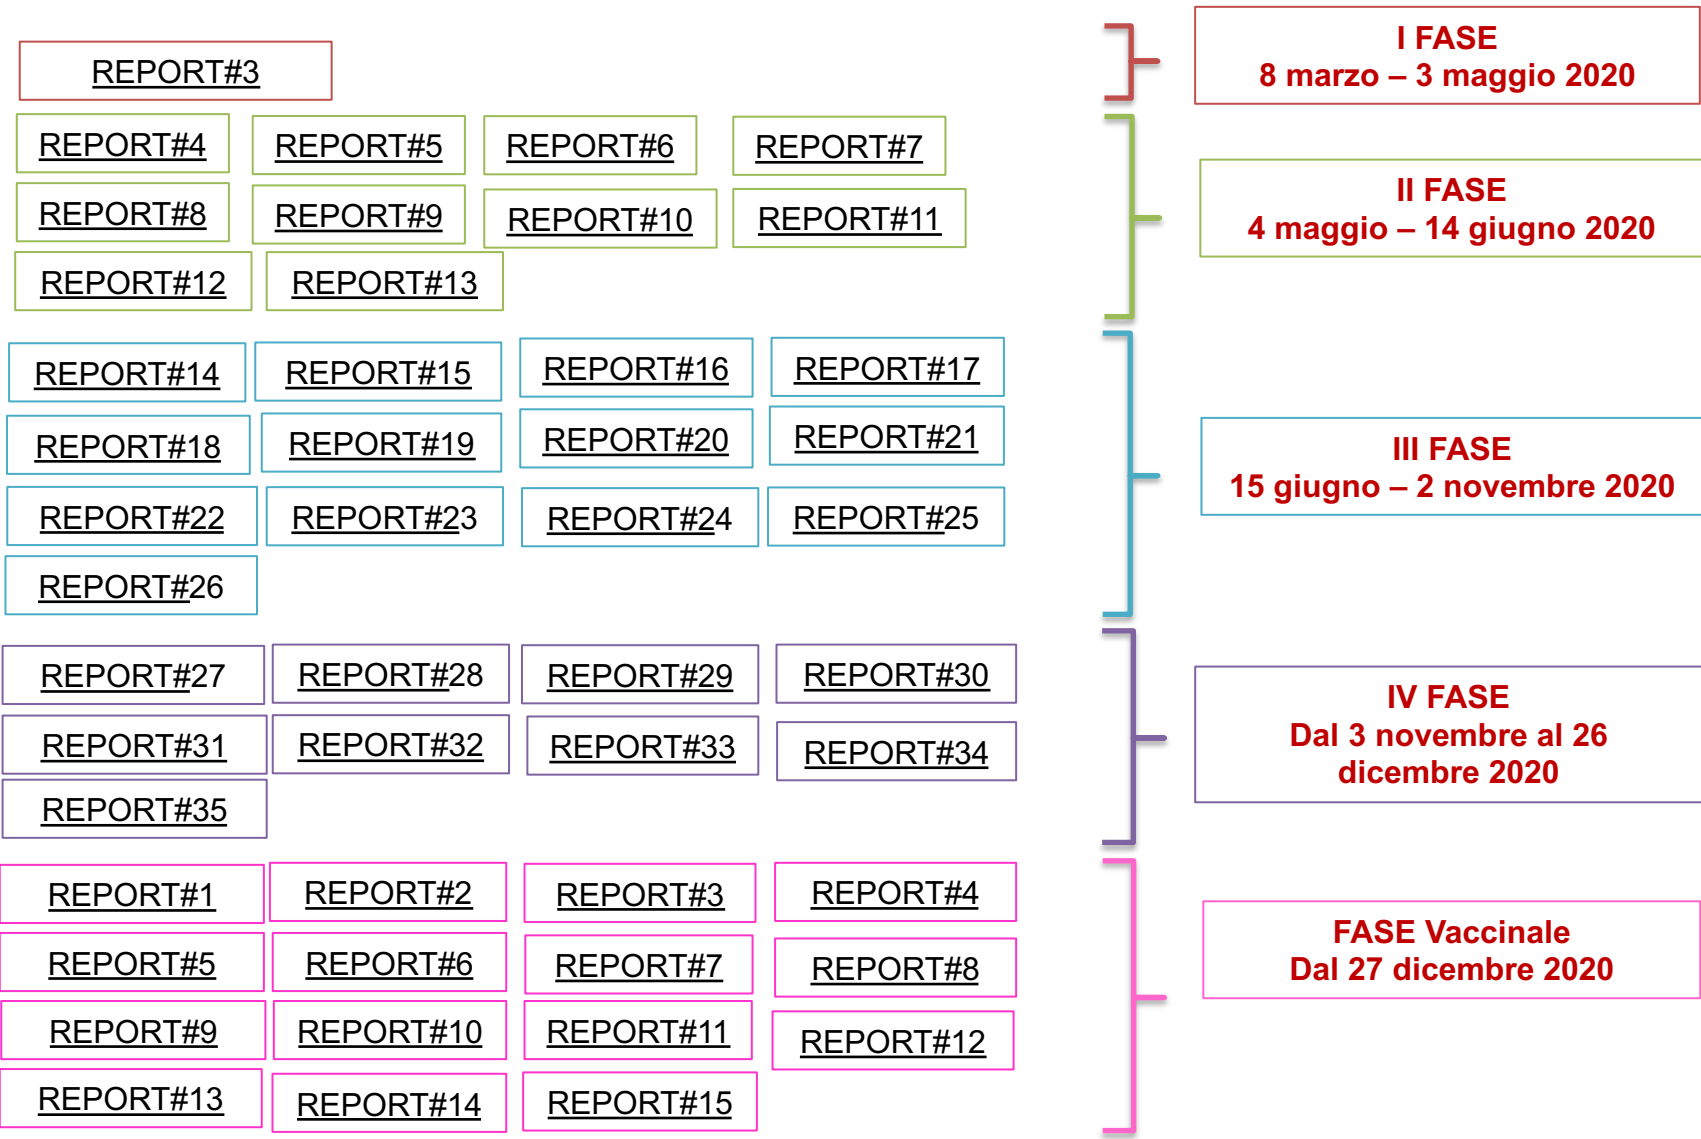 REPORT#3
I FASE
8 marzo – 3 maggio 2020
REPORT#4 REPORT#5 REPORT#6 REPORT#7
REPORT#8 REPORT#9 REPORT#10 REPORT#11
REPORT#12 REPORT#13
II FASE
4 maggio – 14 giugno 2020
REPORT#14 REPORT#15 REPORT#16 REPORT#17
REPORT#18 REPORT#19 REPORT#20 REPORT#21
REPORT#22 REPORT#23 REPORT#24 REPORT#25
REPORT#26
III FASE
15 giugno – 2 novembre 2020
REPORT#27 REPORT#28 REPORT#29 REPORT#30
REPORT#31 REPORT#32 REPORT#33 REPORT#34
REPORT#35
IV FASE
Dal 3 novembre al 26
dicembre 2020
REPORT#1 REPORT#2 REPORT#3 REPORT#4
REPORT#5 REPORT#6 REPORT#7 REPORT#8
REPORT#9 REPORT#10 REPORT#11 REPORT#12
REPORT#13 REPORT#14 REPORT#15
FASE Vaccinale
Dal 27 dicembre 2020